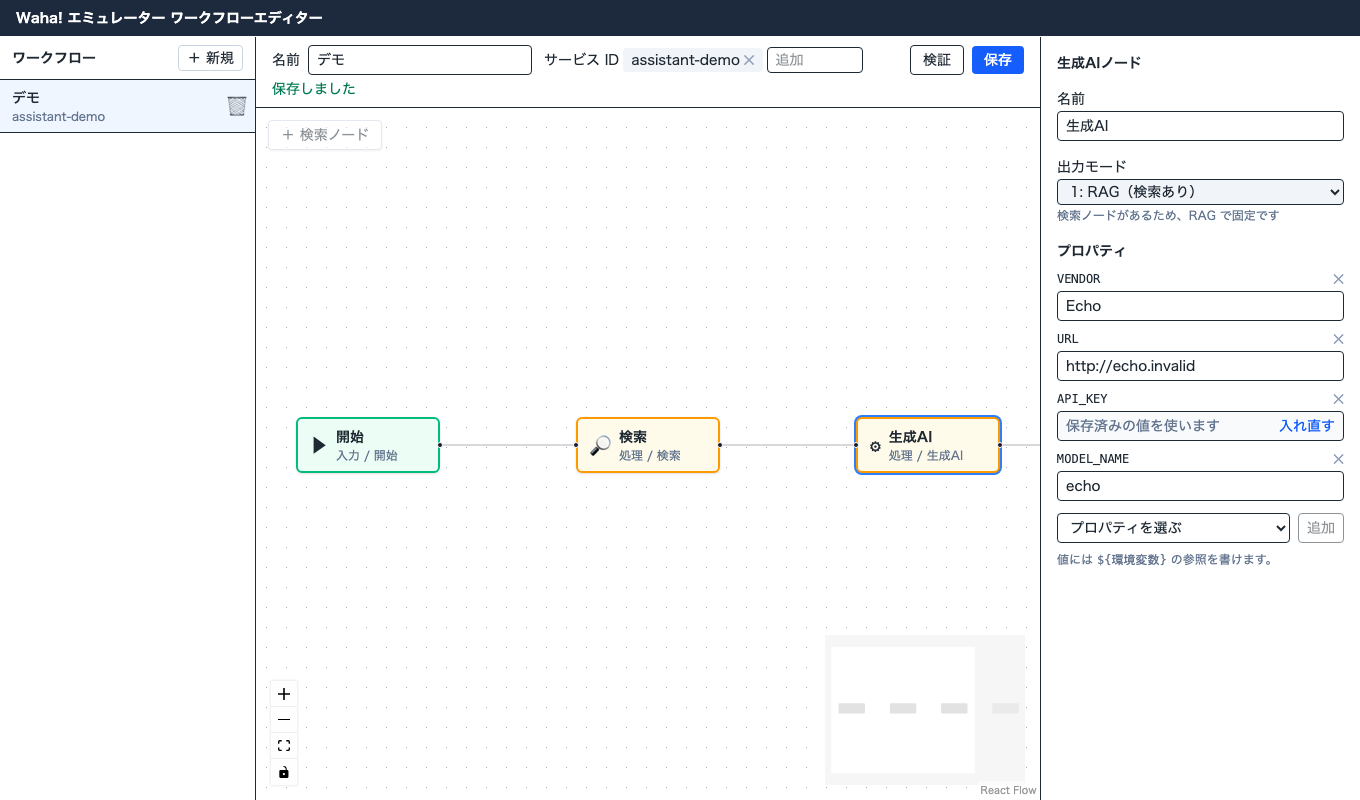 Waha! エミュレーター ワークフローエディター
ワークフロー
＋ 新規
デモ
assistant-demo
名前
デモ
サービス ID
assistant-demo ×
追加
検証
保存
保存しました
＋ 検索ノード
開始
入力 / 開始
検索
処理 / 検索
生成AI
処理 / 生成AI
React Flow
生成AIノード
名前
生成AI
出力モード
1: RAG（検索あり）
検索ノードがあるため、RAG で固定です
プロパティ
VENDOR
Echo
URL
http://echo.invalid
API_KEY
保存済みの値を使います
入れ直す
MODEL_NAME
echo
プロパティを選ぶ
追加
値には ${環境変数} の参照を書けます。